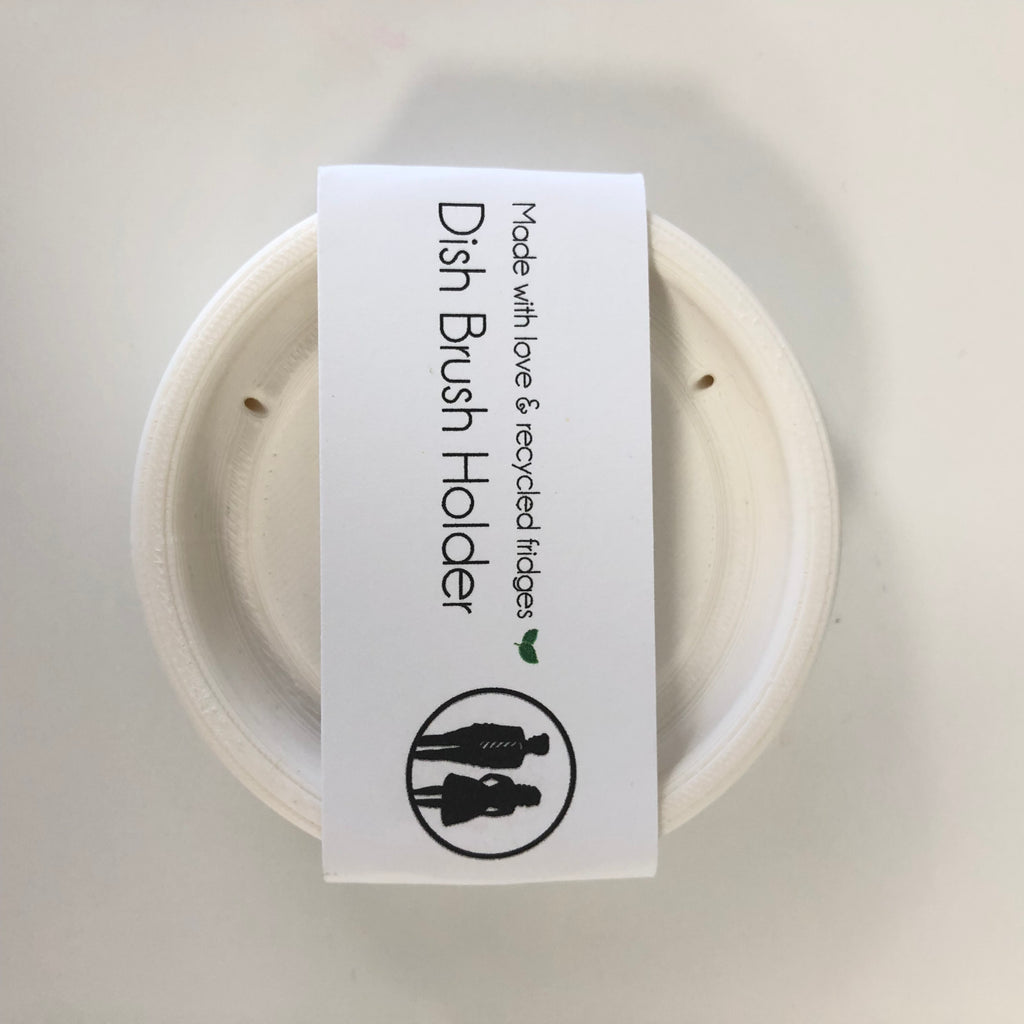 Made with love & recycled fridges
Dish Brush Holder